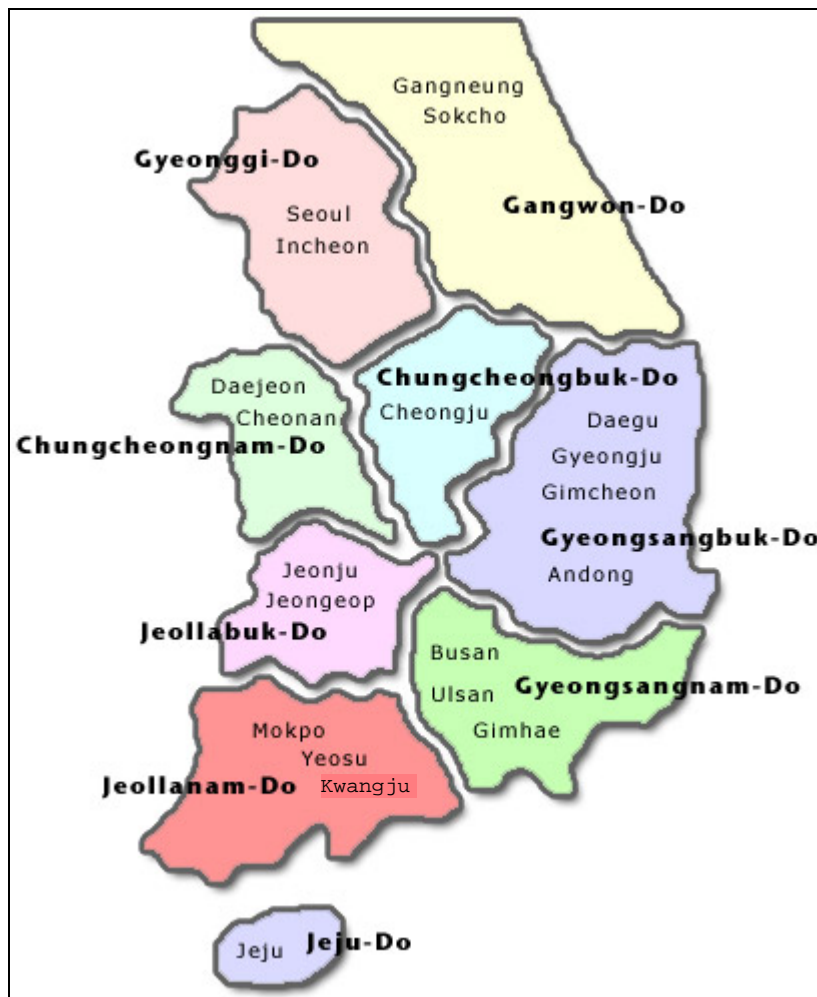 Gangneung
Sokcho
Gyeonggi-Do
Gangwon-Do
Seoul
Incheon
Chungcheongbuk-Do
Daejeon
Cheonan
Cheongju
Daegu
Chungcheongnam-Do
Gyeongju
Gimcheon
Gyeongsangbuk-Do
Andong
Jeonju
Jeongeop
Jeollabuk-Do
Busan
Ulsan
Gyeongsangnam-Do
Gimhae
Mokpo
Yeosu
Jeollanam-Do
Kwangju
Jeju
Jeju-Do